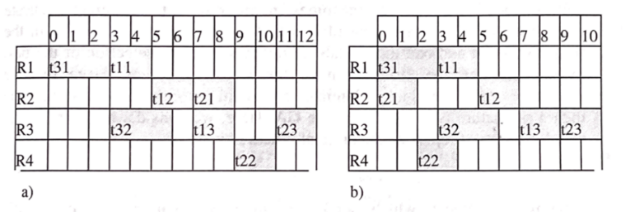 0 1 2 3 4 5 6 7 8 9 10 11 12
R1 t31 t11
R2 t12 t21
R3 t32 t13 t23
R4 t22
a)
0 1 2 3 4 5 6 7 8 9 10
R1 t31 t11
R2 t21 t12
R3 t32 t13 t23
R4 t22
b)